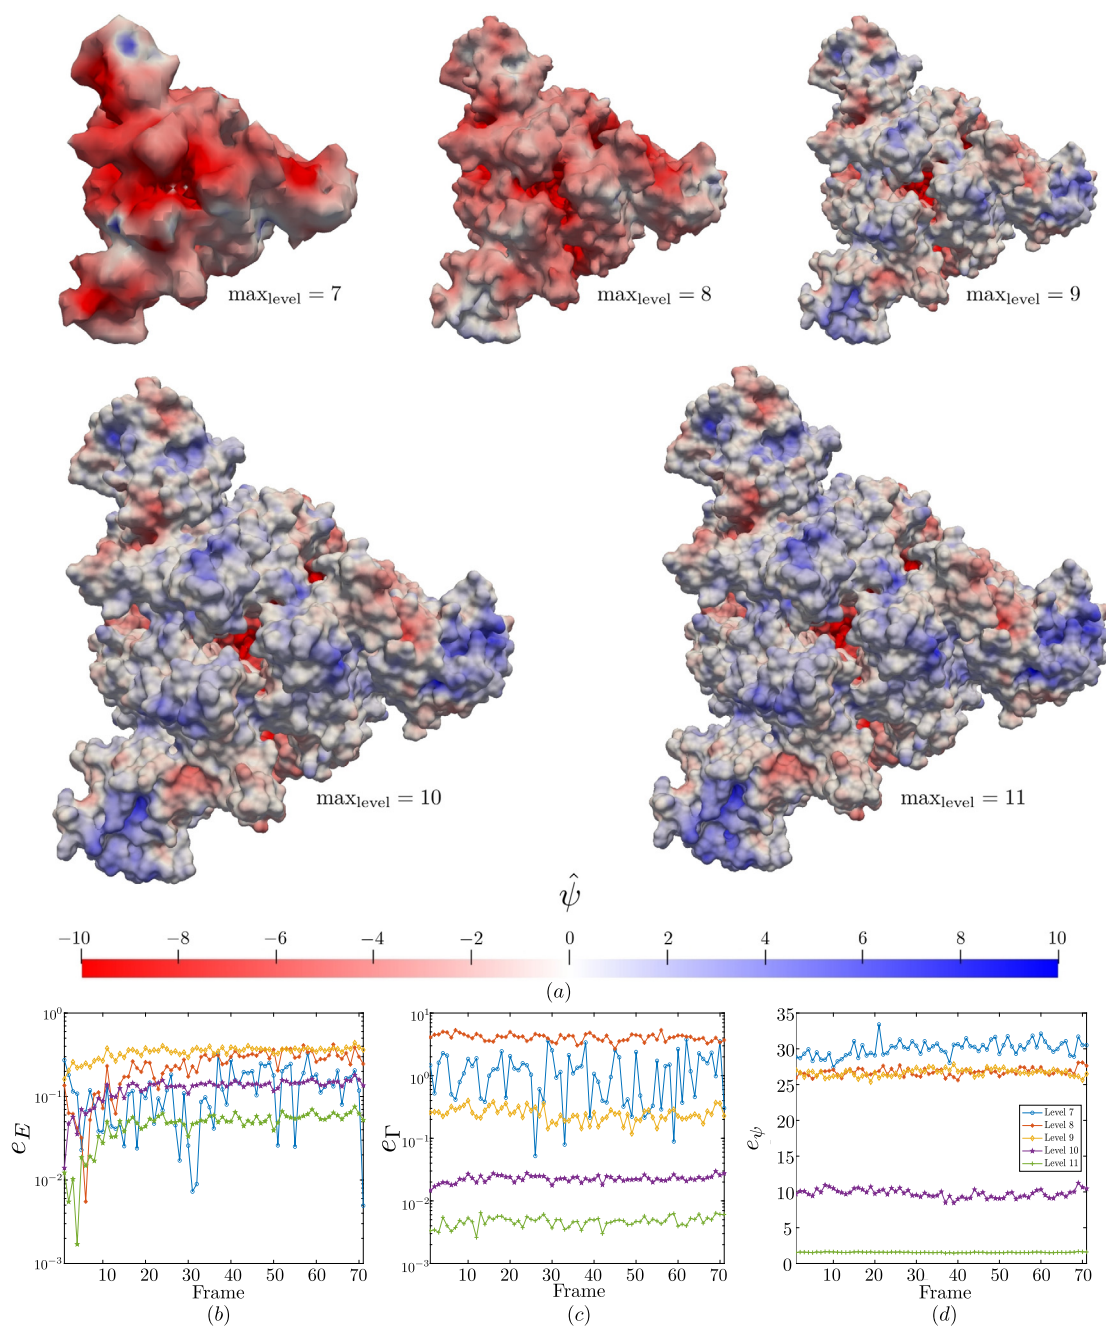 max_level = 7
max_level = 8
max_level = 9
max_level = 10
max_level = 11
ψ̂
−10 −8 −6 −4 −2 0 2 4 6 8 10
(a)
10^0
10^−1
10^−2
10^−3
e_E
10 20 30 40 50 60 70
Frame
(b)
10^1
10^0
10^−1
10^−2
10^−3
e_Γ
10 20 30 40 50 60 70
Frame
(c)
35
30
25
20
15
10
5
2
0
e_ψ
Level 7
Level 8
Level 9
Level 10
Level 11
10 20 30 40 50 60 70
Frame
(d)